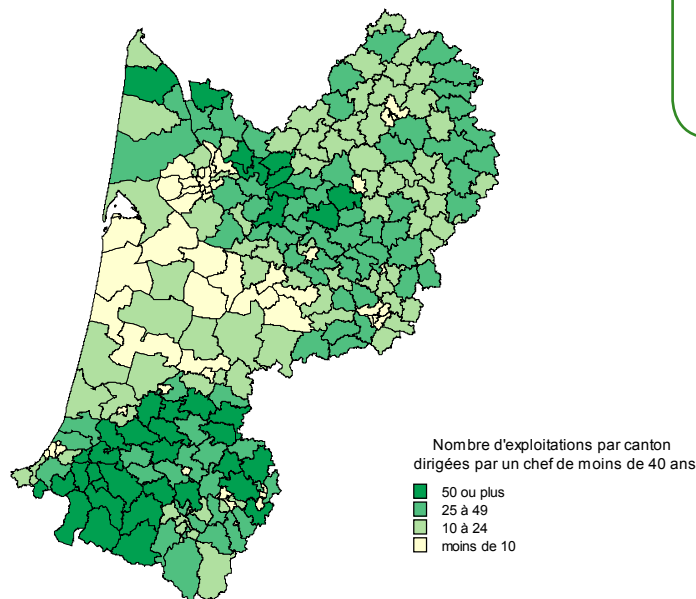 Nombre d'exploitations par canton
dirigées par un chef de moins de 40 ans
50 ou plus
25 à 49
10 à 24
moins de 10